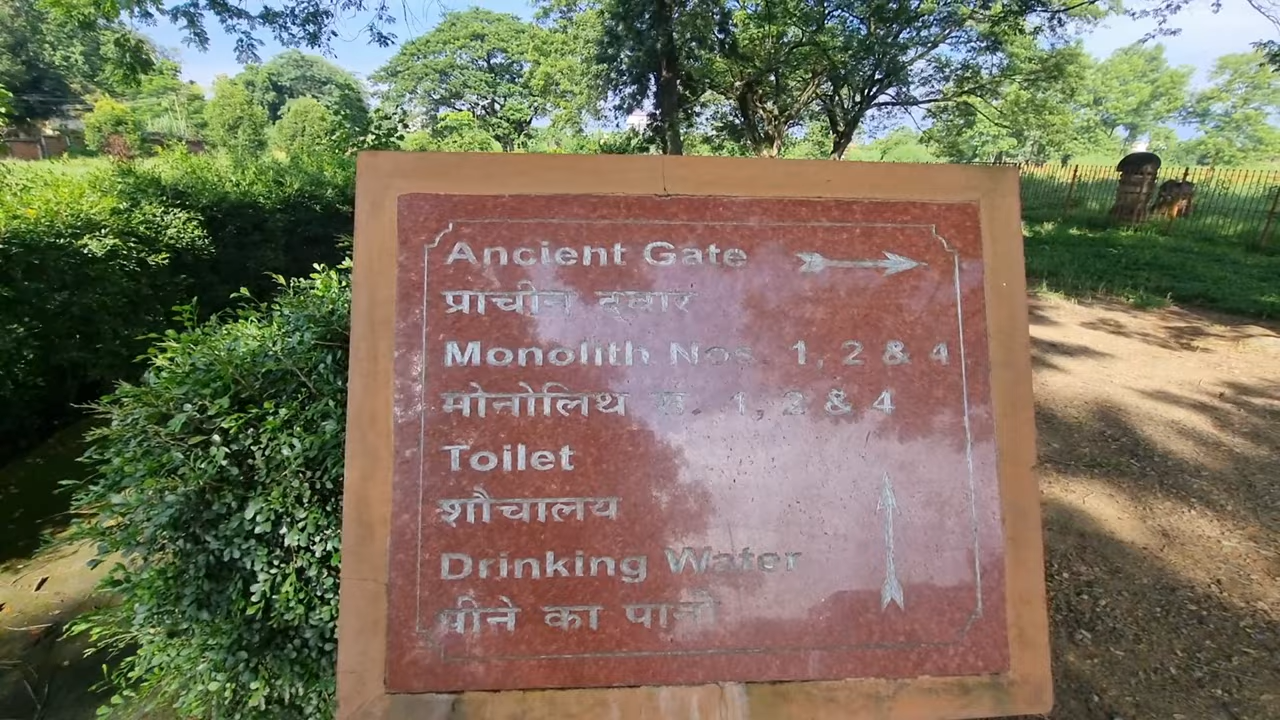 Ancient Gate
प्राचीन द्वार
Monolith Nos. 1, 2 & 4
मोनोलिथ सं. 1, 2 & 4
Toilet
शौचालय
Drinking Water
पीने का पानी